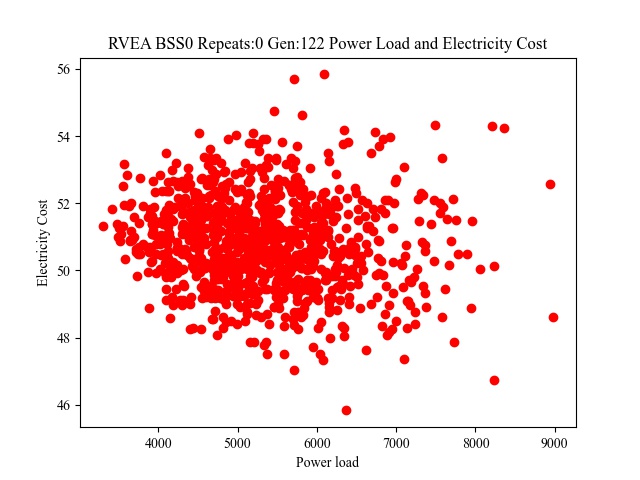 RVEA BSS0 Repeats:0 Gen:122 Power Load and Electricity Cost
56
54
52
50
48
46
Electricity Cost
4000 5000 6000 7000 8000 9000
Power load